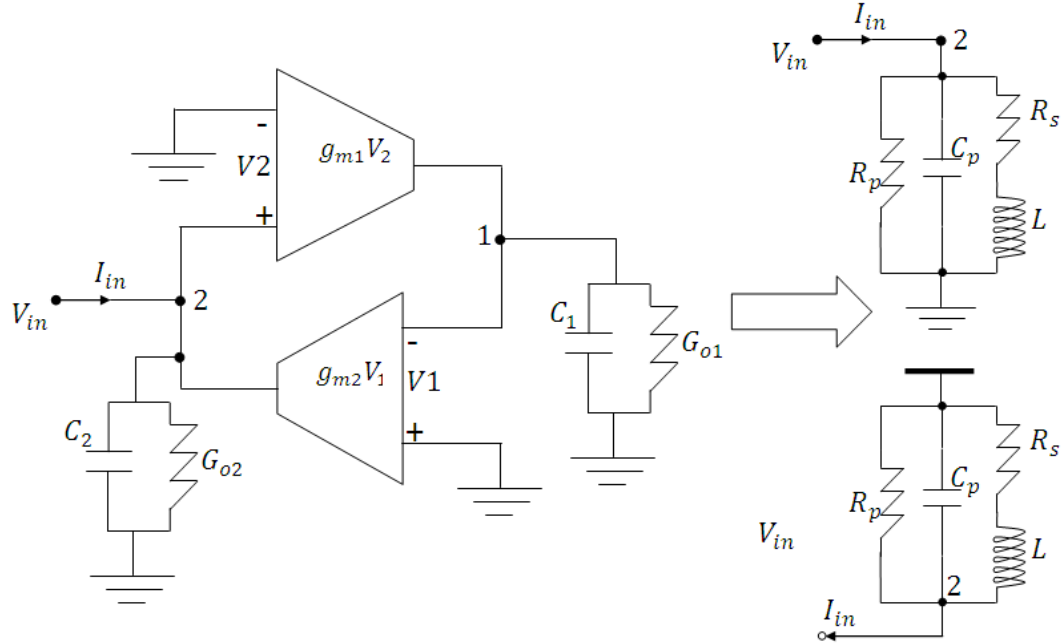 -
V2
g_{m1}V_2
+
1
I_{in}
V_{in}
2
C_1
G_{o1}
-
g_{m2}V_1
V1
+
C_2
G_{o2}
I_{in}
2
V_{in}
R_s
C_p
R_p
L
R_s
C_p
R_p
V_{in}
L
2
I_{in}